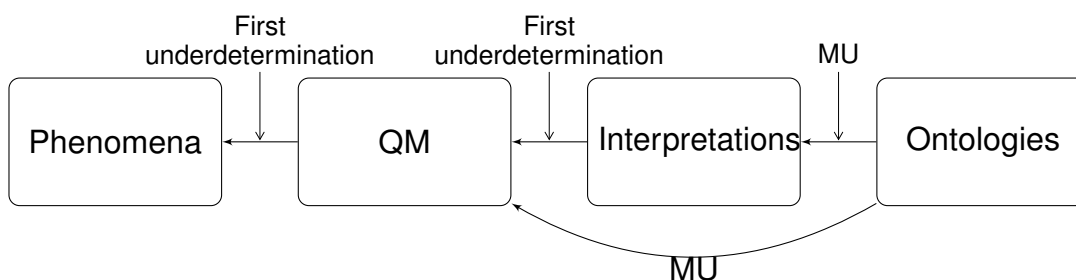 First
underdetermination
First
underdetermination
MU
Phenomena
QM
Interpretations
Ontologies
MU